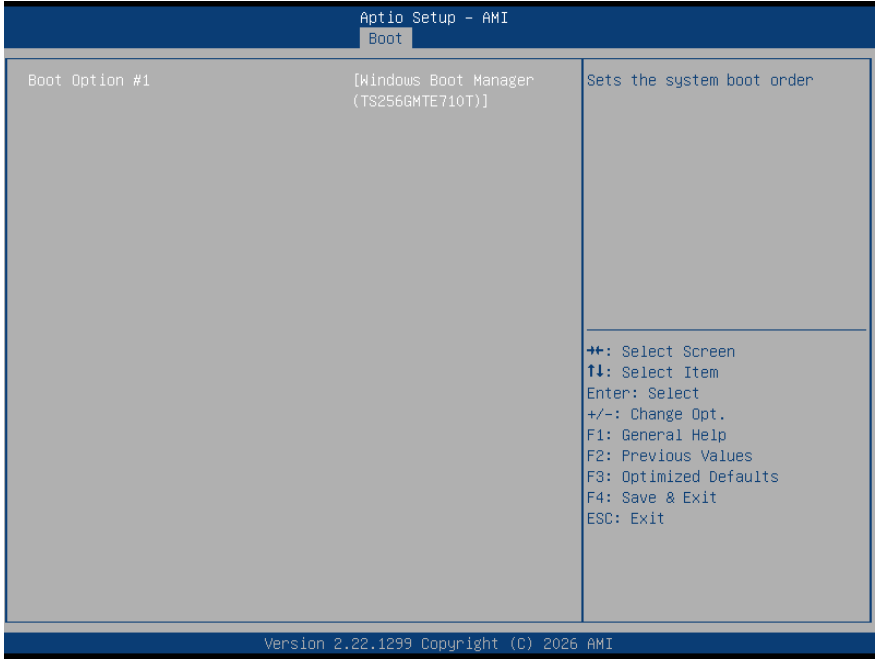 Aptio Setup – AMI
Boot
Boot Option #1 [Windows Boot Manager
(TS256GMTE710T)]
Sets the system boot order
→←: Select Screen
↑↓: Select Item
Enter: Select
+/-: Change Opt.
F1: General Help
F2: Previous Values
F3: Optimized Defaults
F4: Save & Exit
ESC: Exit
Version 2.22.1299 Copyright (C) 2026 AMI